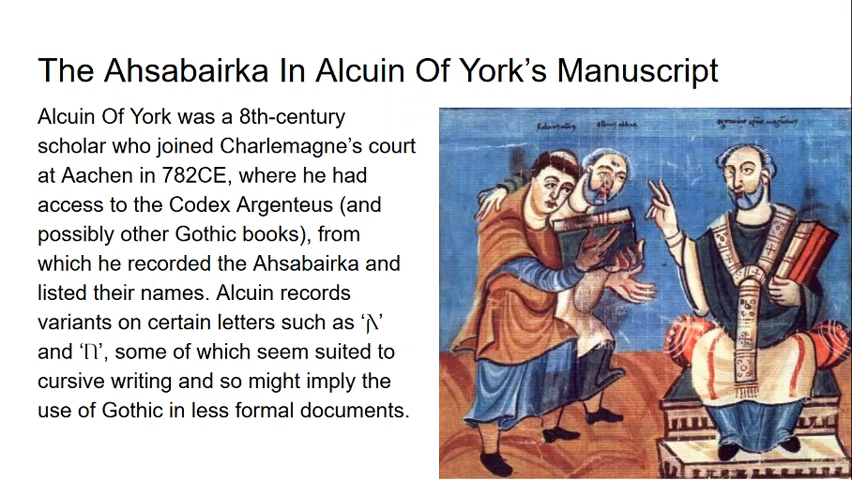 The Ahsabairka In Alcuin Of York’s Manuscript
Alcuin Of York was a 8th-century
scholar who joined Charlemagne’s court
at Aachen in 782CE, where he had
access to the Codex Argenteus (and
possibly other Gothic books), from
which he recorded the Ahsabairka and
listed their names. Alcuin records
variants on certain letters such as
and
some of which seem suited to
cursive writing and so might imply the
use of Gothic in less formal documents.